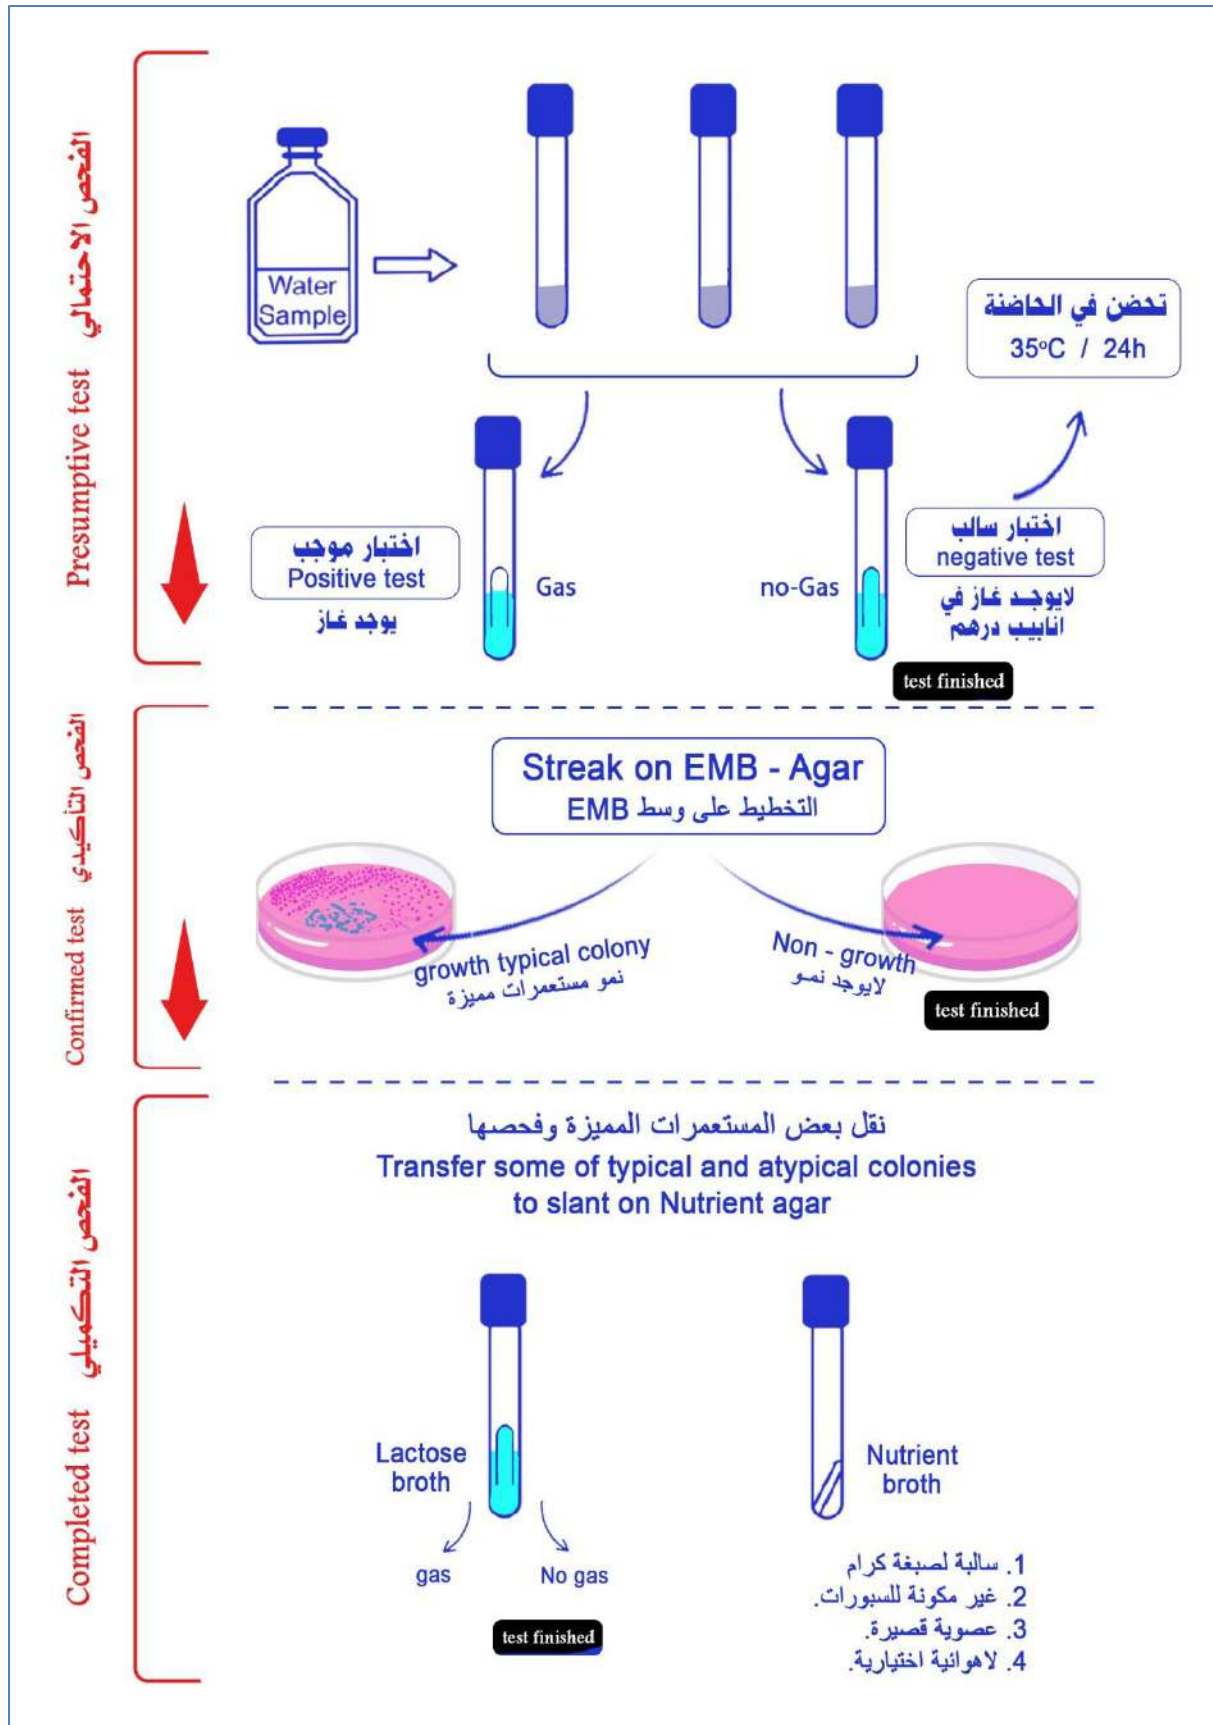 الفحص الاحتمالي
Presumptive test
Water
Sample
تحضن في الحاضنة
35°C / 24h
اختبار موجب
Positive test
يوجد غاز
Gas
no-Gas
اختبار سالب
negative test
لايوجد غاز في
انابيب درهم
test finished
الفحص التأكيدي
Confirmed test
Streak on EMB - Agar
التخطيط على وسط EMB
growth typical colony
نمو مستعمرات مميزة
Non - growth
لايوجد نمو
test finished
الفحص التكميلي
Completed test
نقل بعض المستعمرات المميزة وفحصها
Transfer some of typical and atypical colonies
to slant on Nutrient agar
Lactose
broth
gas
No gas
test finished
Nutrient
broth
1. سالبة لصبغة كرام
2. غير مكونة للسبورات.
3. عصوية قصيرة.
4. لاهوائية اختيارية.